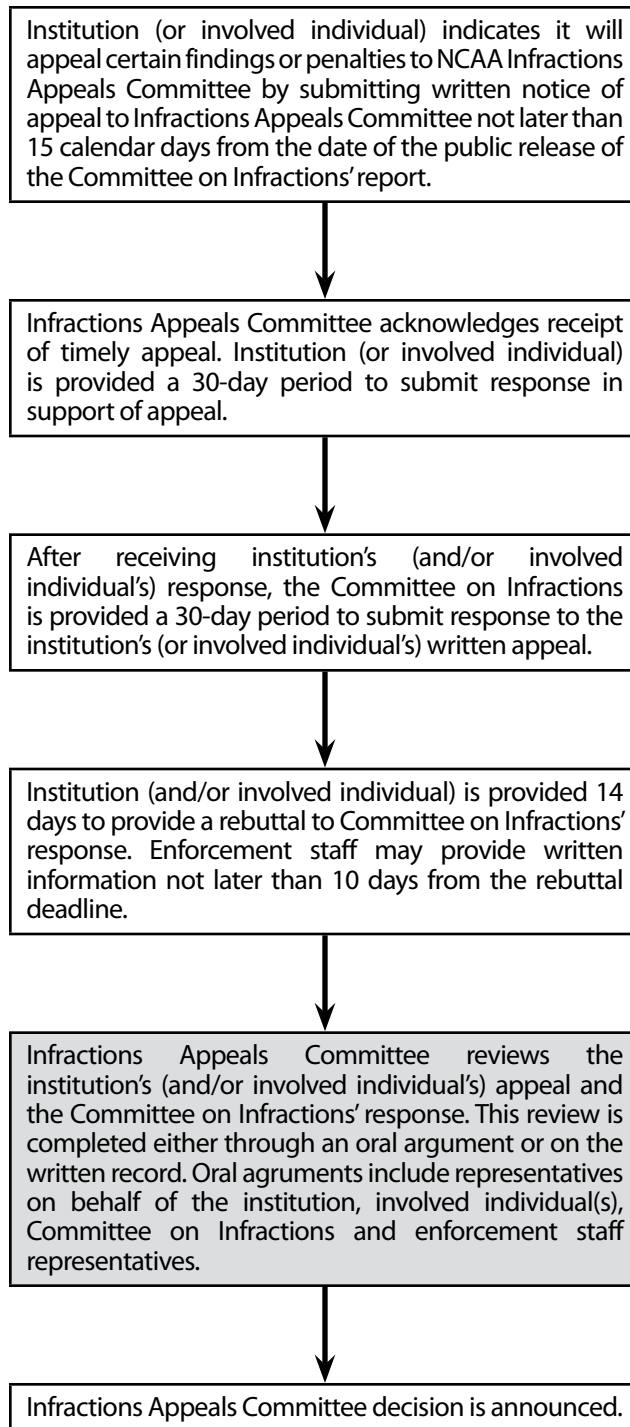 Institution (or involved individual) indicates it will
appeal certain findings or penalties to NCAA Infractions
Appeals Committee by submitting written notice of
appeal to Infractions Appeals Committee not later than
15 calendar days from the date of the public release of
the Committee on Infractions' report.
Infractions Appeals Committee acknowledges receipt
of timely appeal. Institution (or involved individual)
is provided a 30-day period to submit response in
support of appeal.
After receiving institution's (and/or involved
individual's) response, the Committee on Infractions
is provided a 30-day period to submit response to the
institution's (or involved individual's) written appeal.
Institution (and/or involved individual) is provided 14
days to provide a rebuttal to Committee on Infractions'
response. Enforcement staff may provide written
information not later than 10 days from the rebuttal
deadline.
Infractions Appeals Committee reviews the
institution's (and/or involved individual's) appeal and
the Committee on Infractions' response. This review is
completed either through an oral argument or on the
written record. Oral agruments include representatives
on behalf of the institution, involved individual(s),
Committee on Infractions and enforcement staff
representatives.
Infractions Appeals Committee decision is announced.